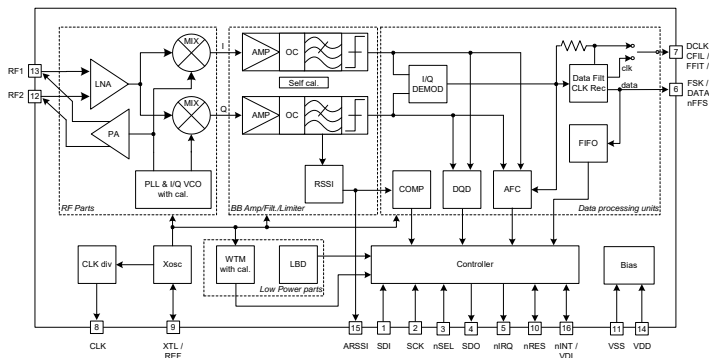 MIX
I
AMP
OC
7
DCLK
CFIL /
FFIT /
clk
RF1
13
LNA
Self cal.
I/Q
DEMOD
Data Filt
CLK Rec
data
RF2
12
MIX
Q
AMP
OC
6
FSK /
DATA
nFFS
PA
FIFO
PLL & I/Q VCO
with cal.
RSSI
COMP
DQD
AFC
RF Parts
BB Amp/Filt./Limiter
Data processing units
CLK div
Xosc
WTM
with cal.
LBD
Controller
Bias
Low Power parts
8
9
15
1
2
3
4
5
10
16
11
14
CLK
XTL /
REF
ARSSI
SDI
SCK
nSEL
SDO
nIRQ
nRES
nINT /
VDI
VSS
VDD